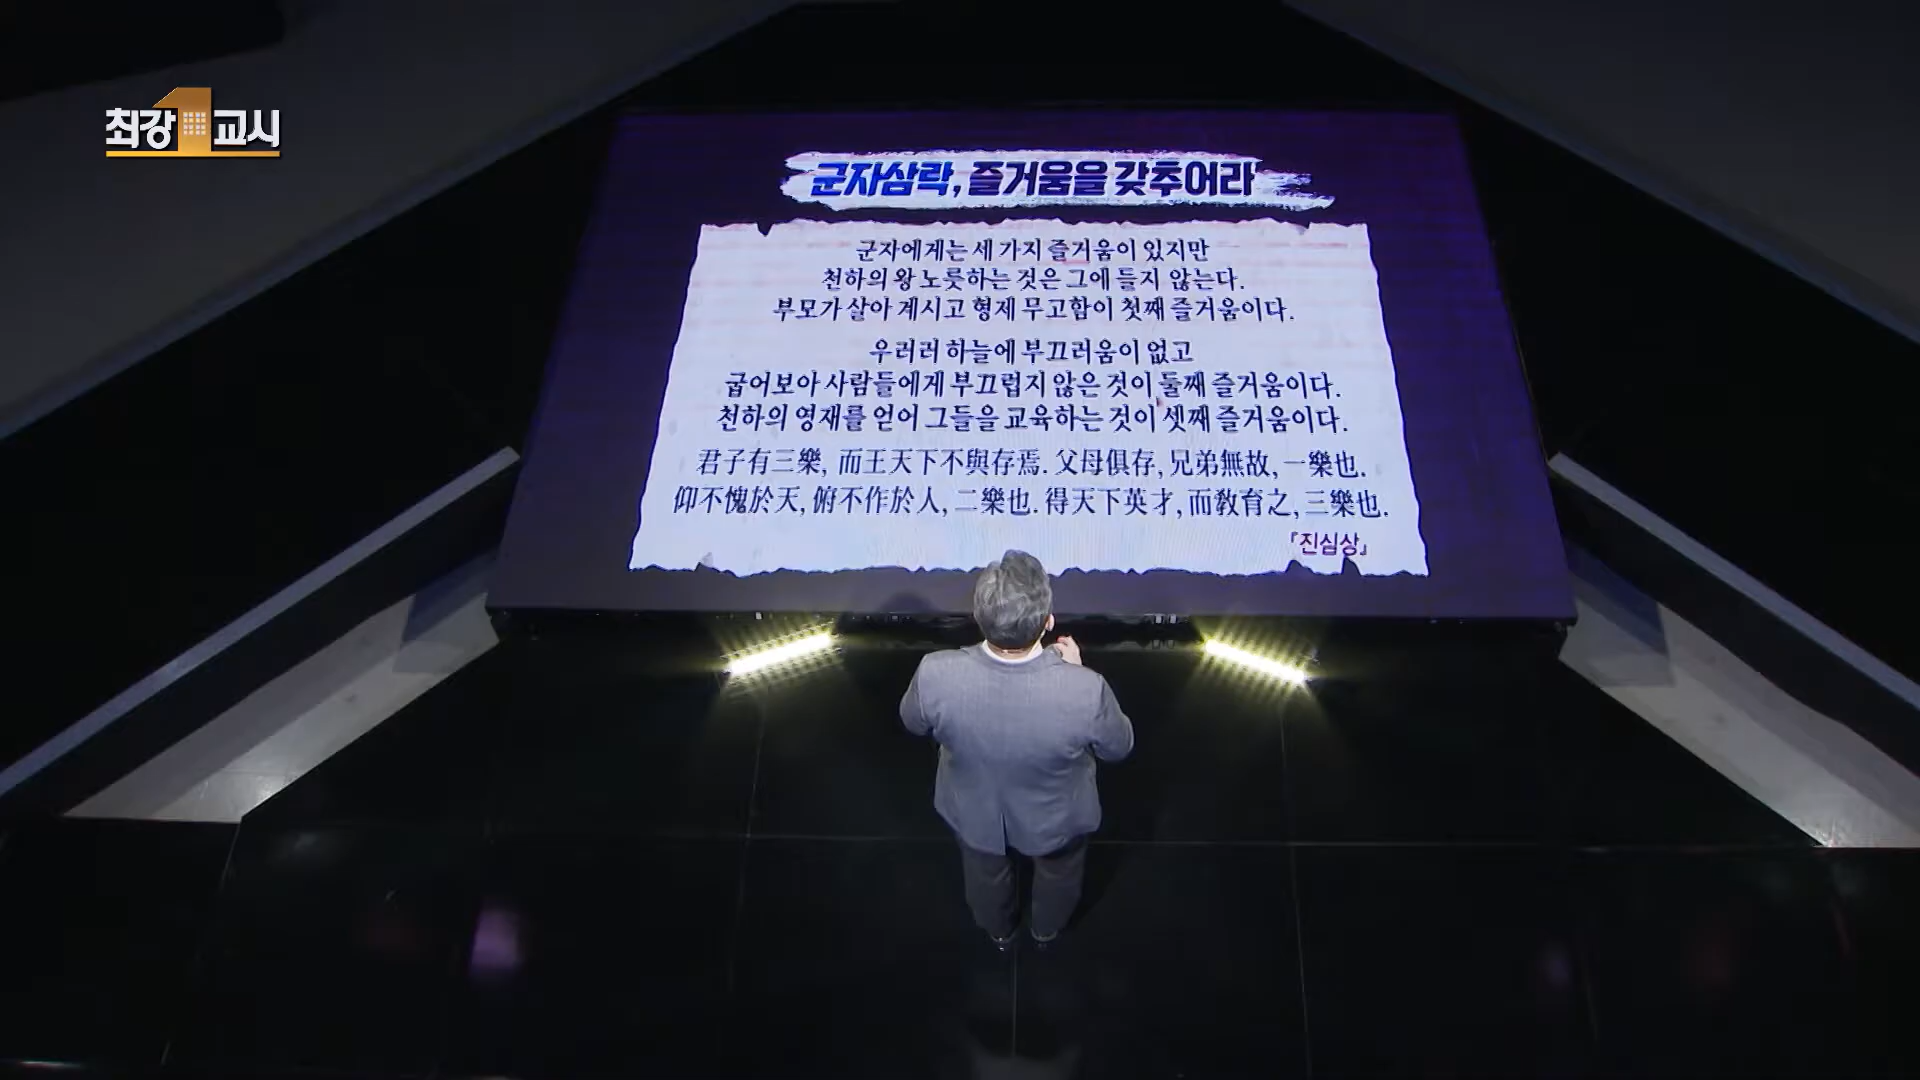 최강1교시
군자삼락, 즐거움을 갖추어라
군자에게는 세 가지 즐거움이 있지만
천하의 왕 노릇하는 것은 그에 들지 않는다.
부모가 살아 계시고 형제 무고함이 첫째 즐거움이다.
우러러 하늘에 부끄러움이 없고
굽어보아 사람들에게 부끄럽지 않은 것이 둘째 즐거움이다.
천하의 영재를 얻어 그들을 교육하는 것이 셋째 즐거움이다.
君子有三樂, 而王天下不與存焉. 父母俱存, 兄弟無故, 一樂也.
仰不愧於天, 俯不怍於人, 二樂也. 得天下英才, 而敎育之, 三樂也.
『진심상』